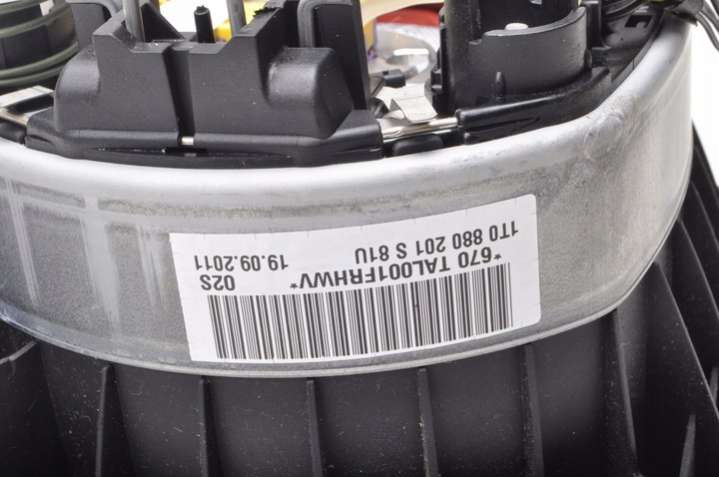 *670 TAL001FRHWV*
1T0 880 201 S 81U
02S
19.09.2011